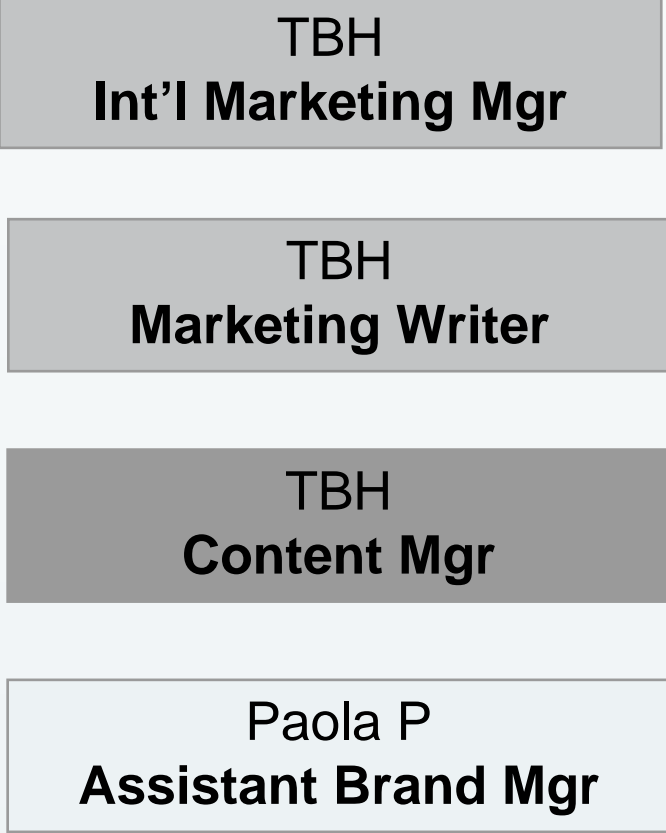 TBH
Int’l Marketing Mgr
TBH
Marketing Writer
TBH
Content Mgr
Paola P
Assistant Brand Mgr